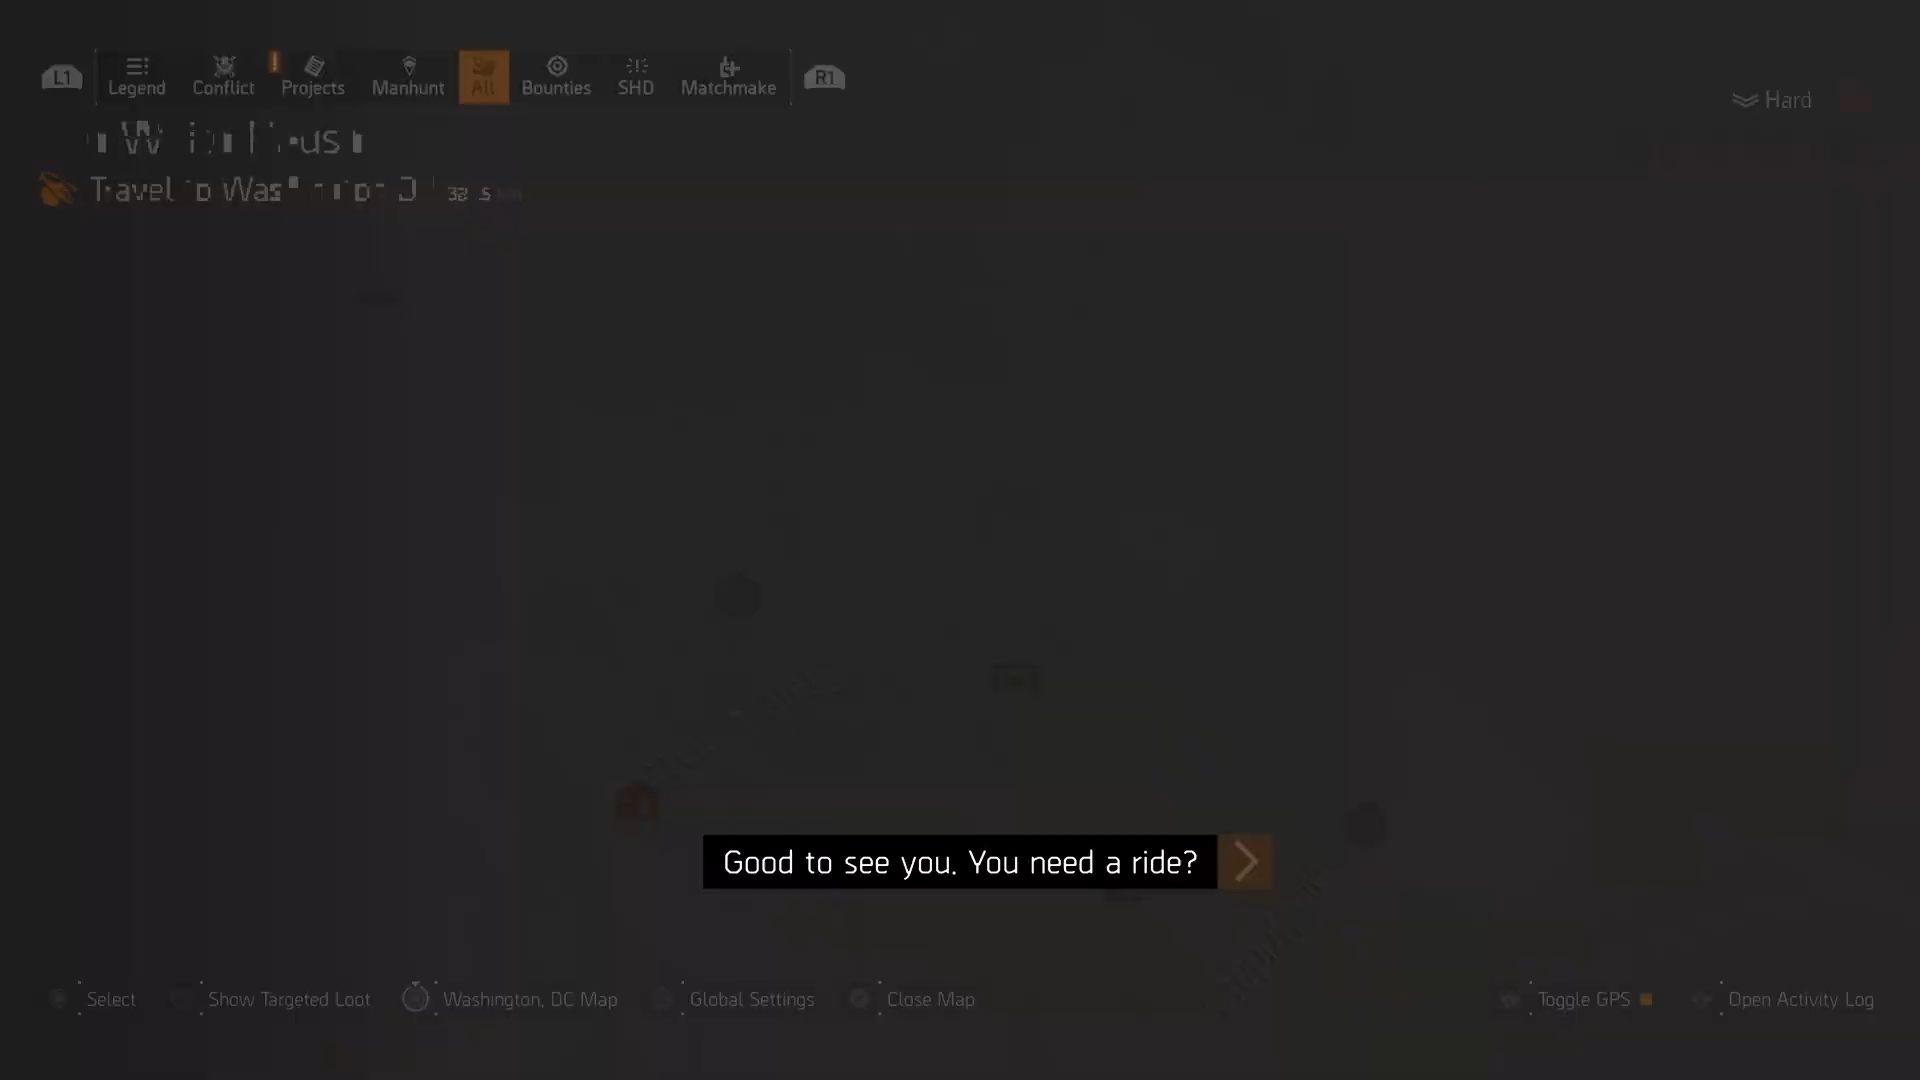 L1 Legend Conflict Projects Manhunt All Bounties SHD Matchmake R1
Hard
Travel
Good to see you. You need a ride?
Select Show Targeted Loot Washington, DC Map Global Settings Close Map Toggle GPS Open Activity Log